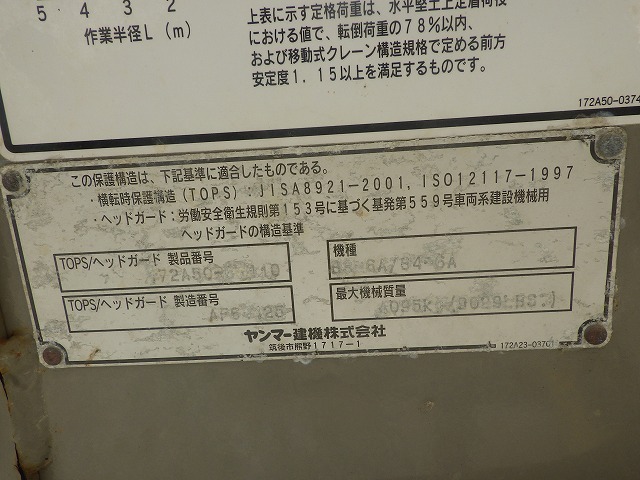 5 4 3 2
作業半径L(m)
上表に示す定格荷重は、水平堅土上定着荷役
における値で、転倒荷重の78%以内、
および移動式クレーン構造規格で定める前方
安定度1.15以上を満足するものです。
172A50-0374
この保護構造は、下記基準に適合したものである。
・横転時保護構造(TOPS):JISA8921-2001,ISO12117-1997
・ヘッドガード:労働安全衛生規則第153号に基づく基発第559号車両系建設機械用
ヘッドガードの構造基準
TOPS/ヘッドガード 製品番号
機種
TOPS/ヘッドガード 製造番号
最大機械質量
ヤンマー建機株式会社
筑後市熊野1717-1
172A23-03701